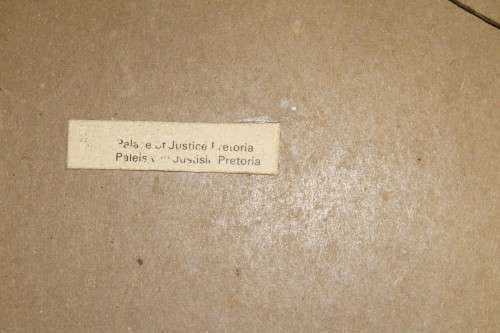 Palace of Justice Pretoria
Paleis Justisie Pretoria